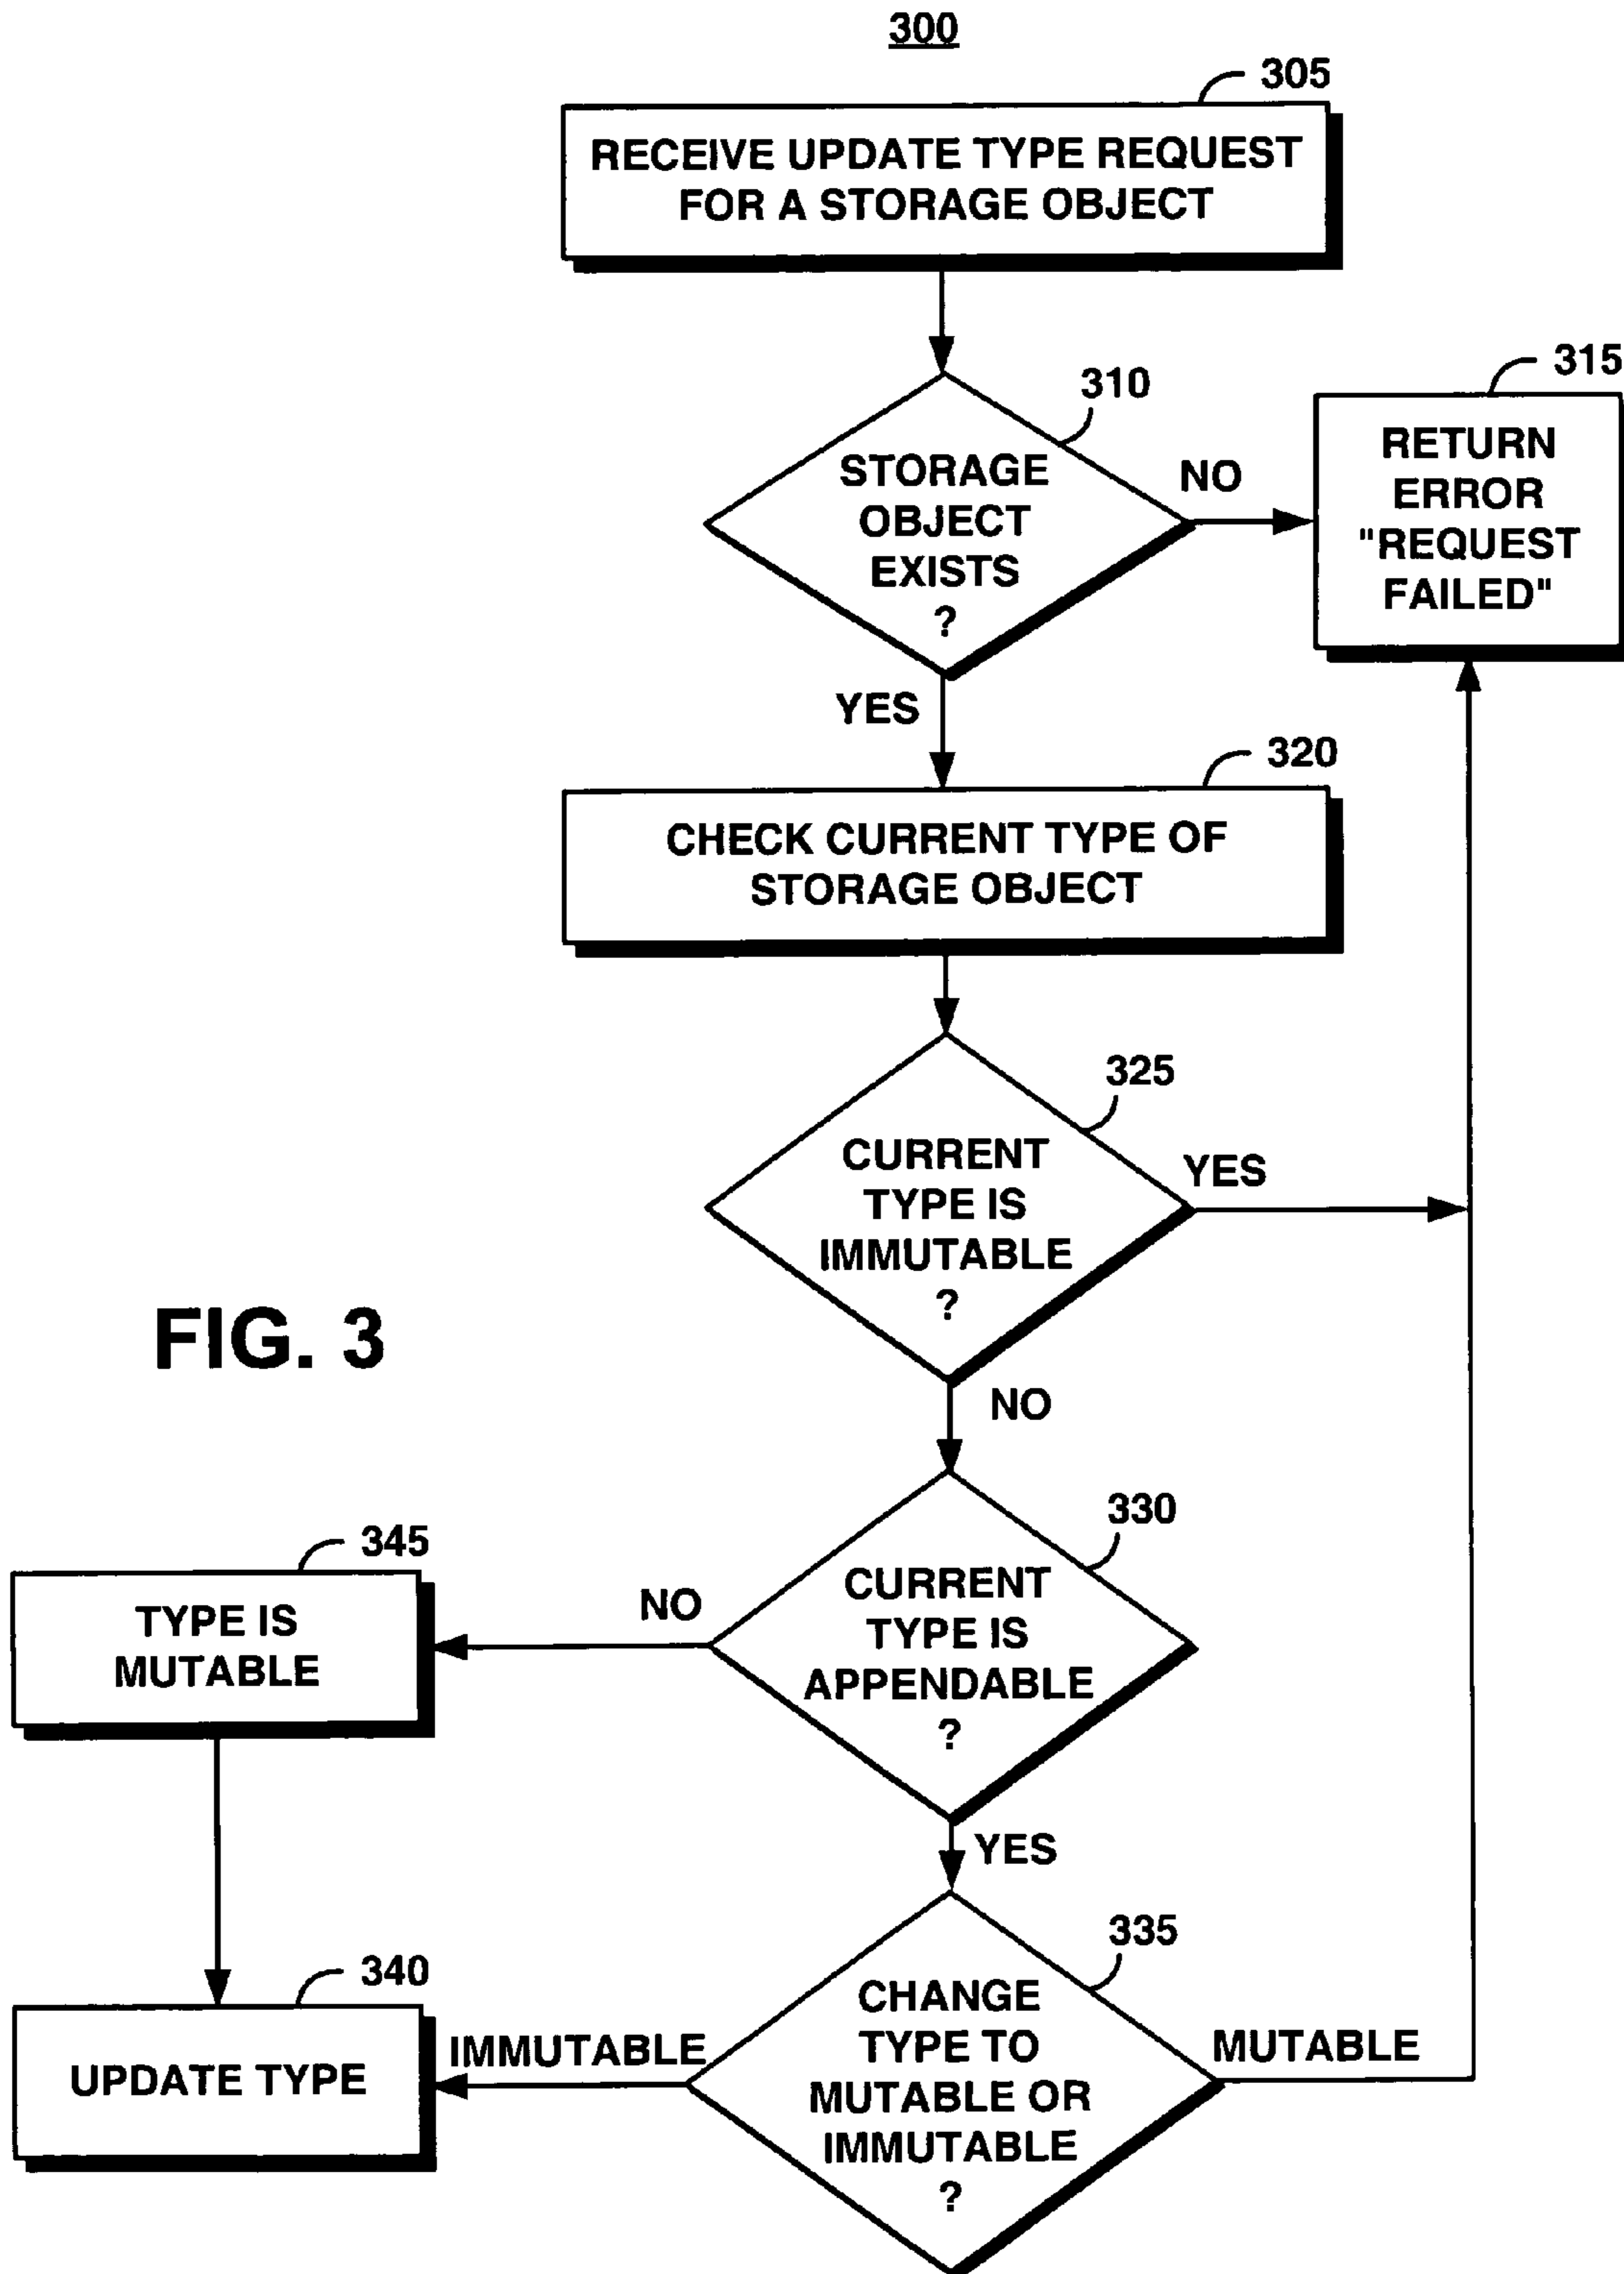 300
305
RECEIVE UPDATE TYPE REQUEST
FOR A STORAGE OBJECT
310
STORAGE
OBJECT
EXISTS
?
NO
315
RETURN
ERROR
"REQUEST
FAILED"
YES
320
CHECK CURRENT TYPE OF
STORAGE OBJECT
325
CURRENT
TYPE IS
IMMUTABLE
?
YES
FIG. 3
NO
330
CURRENT
TYPE IS
APPENDABLE
?
NO
345
TYPE IS
MUTABLE
YES
335
CHANGE
TYPE TO
MUTABLE OR
IMMUTABLE
?
MUTABLE
IMMUTABLE
340
UPDATE TYPE